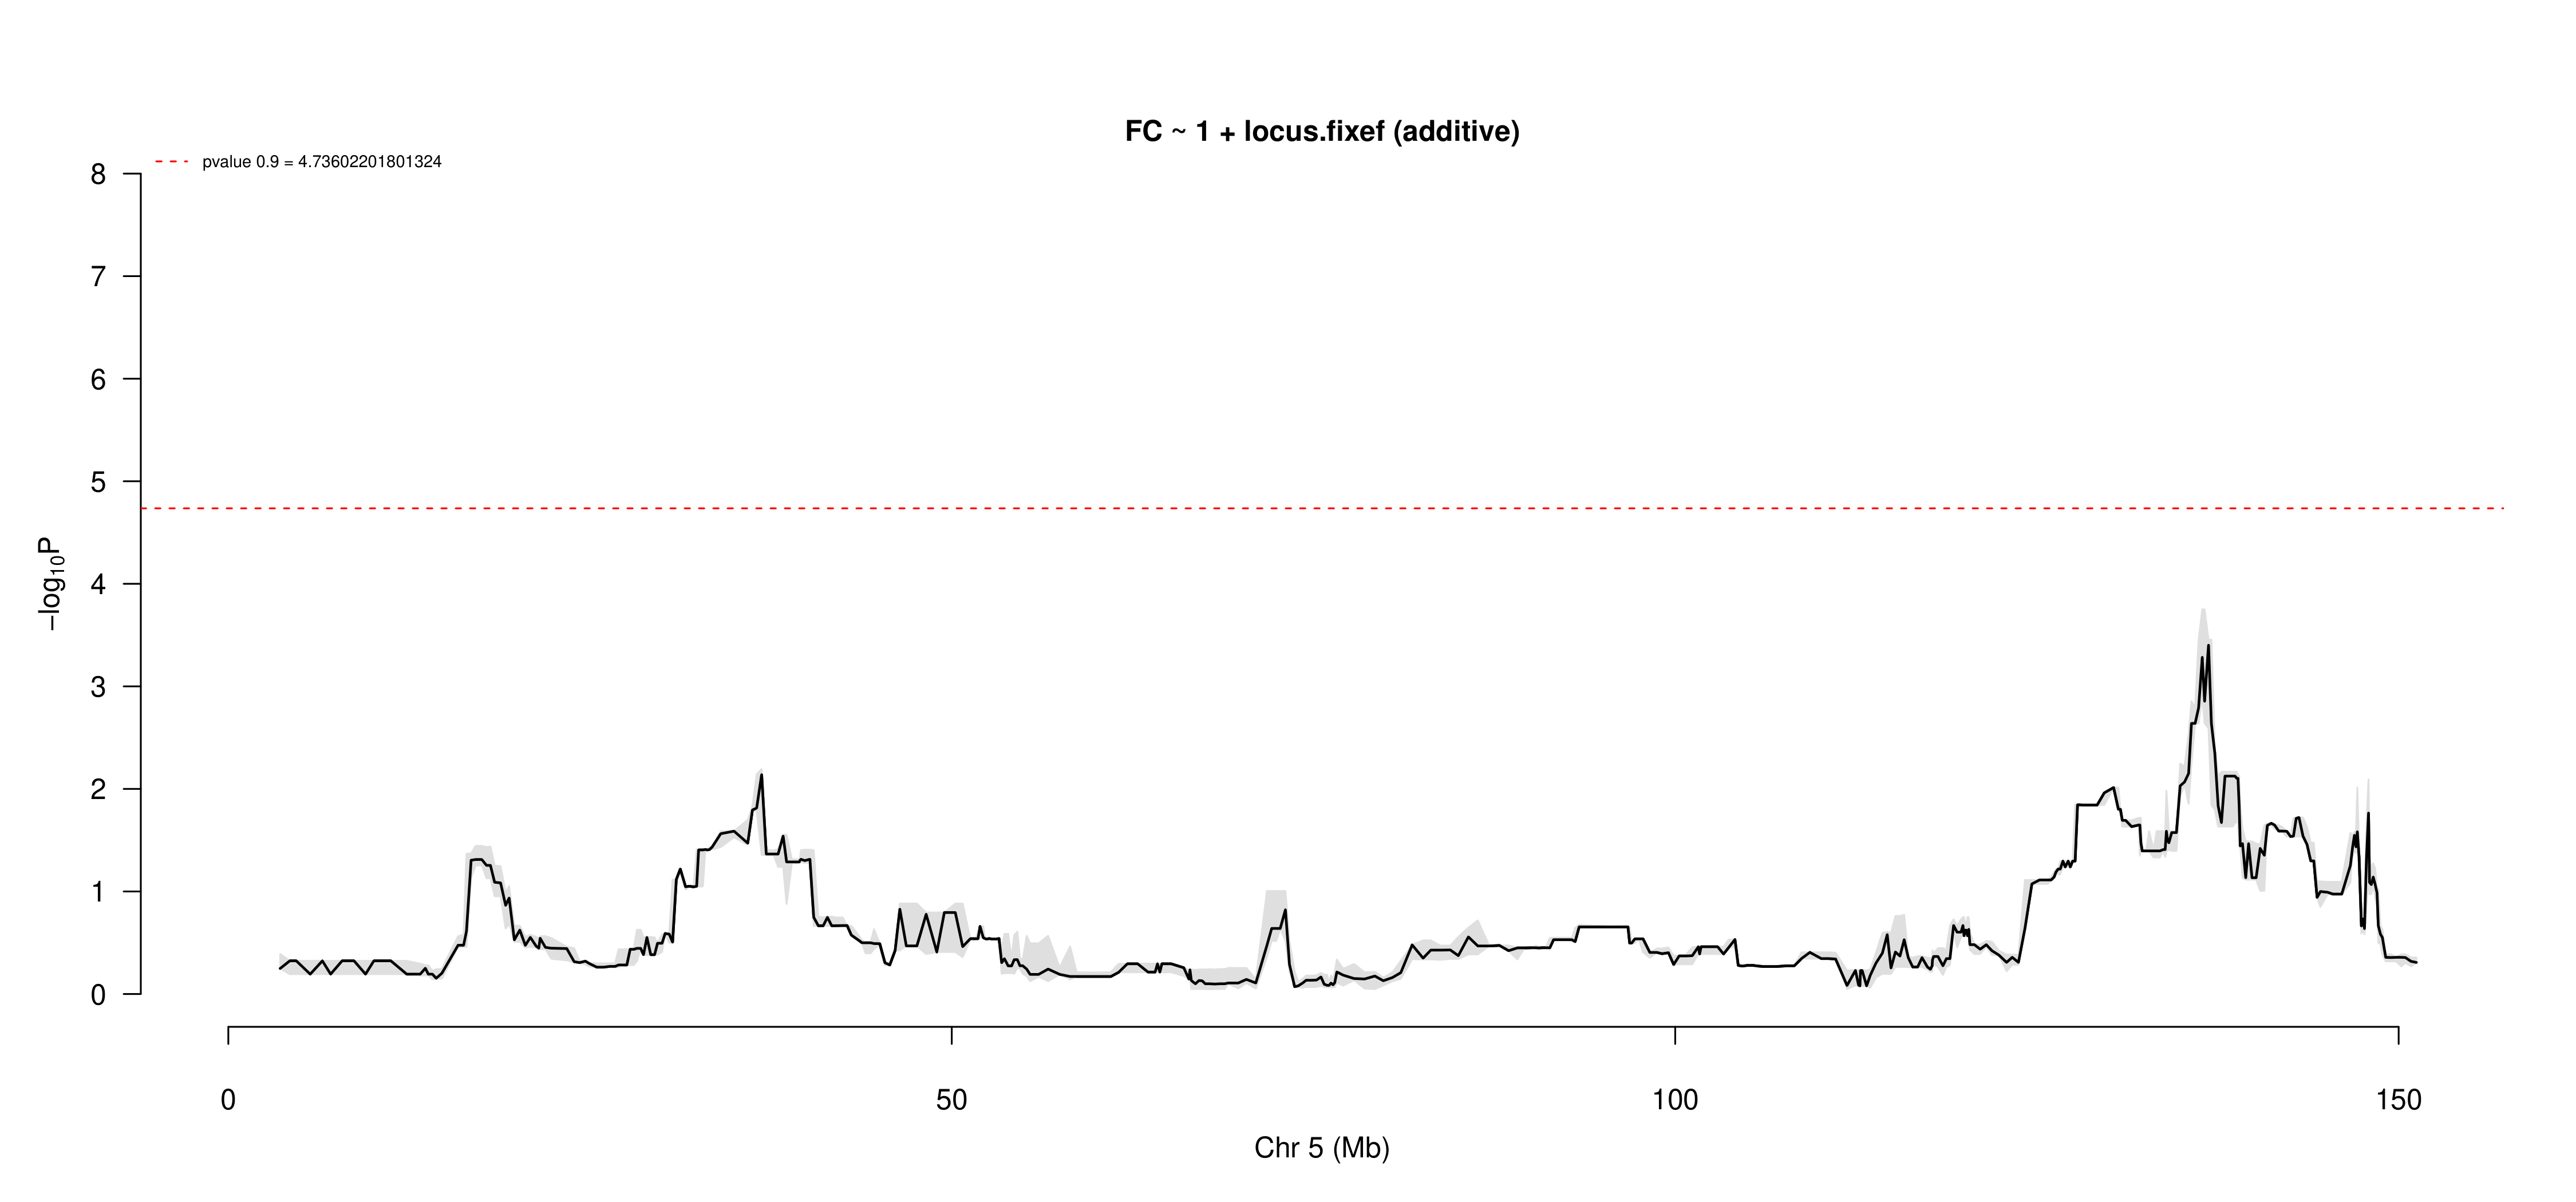 FC ~ 1 + locus.fixef (additive)
pvalue 0.9 = 4.73602201801324
8
7
6
5
4
3
2
1
0
−log10P
0 50 100 150
Chr 5 (Mb)